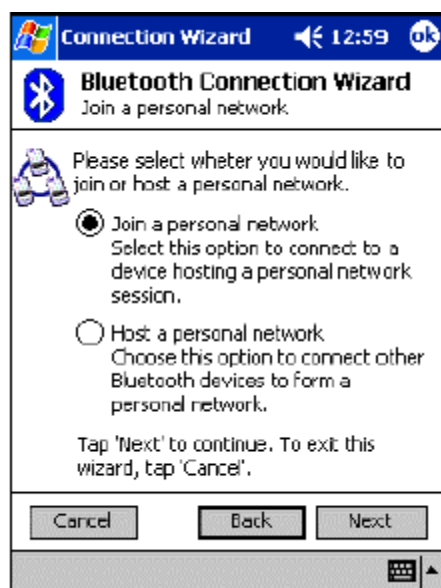 Connection Wizard 12:59 ok
Bluetooth Connection Wizard
Join a personal network
Please select wheter you would like to
join or host a personal network.
Join a personal network
Select this option to connect to a
device hosting a personal network
session.
Host a personal network
Choose this option to connect other
Bluetooth devices to form a
personal network.
Tap 'Next' to continue. To exit this
wizard, tap 'Cancel'.
Cancel Back Next